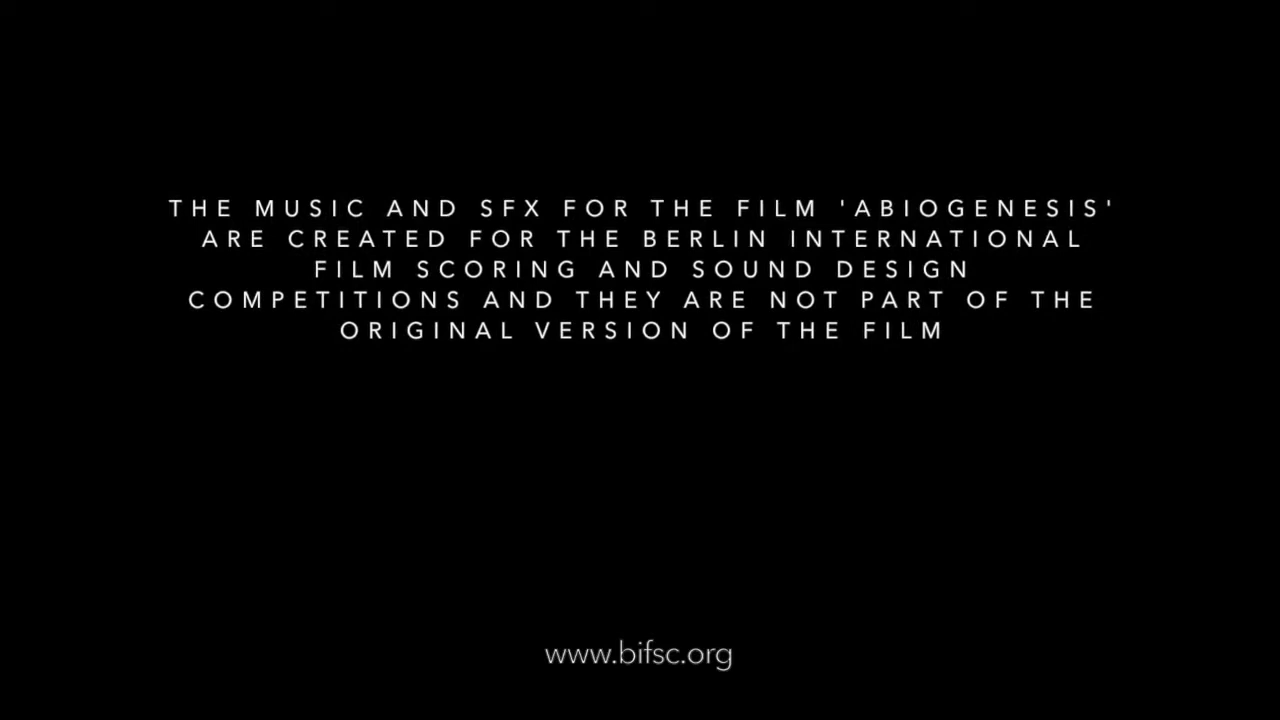 THE MUSIC AND SFX FOR THE FILM 'ABIOGENESIS'
ARE CREATED FOR THE BERLIN INTERNATIONAL
FILM SCORING AND SOUND DESIGN
COMPETITIONS AND THEY ARE NOT PART OF THE
ORIGINAL VERSION OF THE FILM
www.bifsc.org